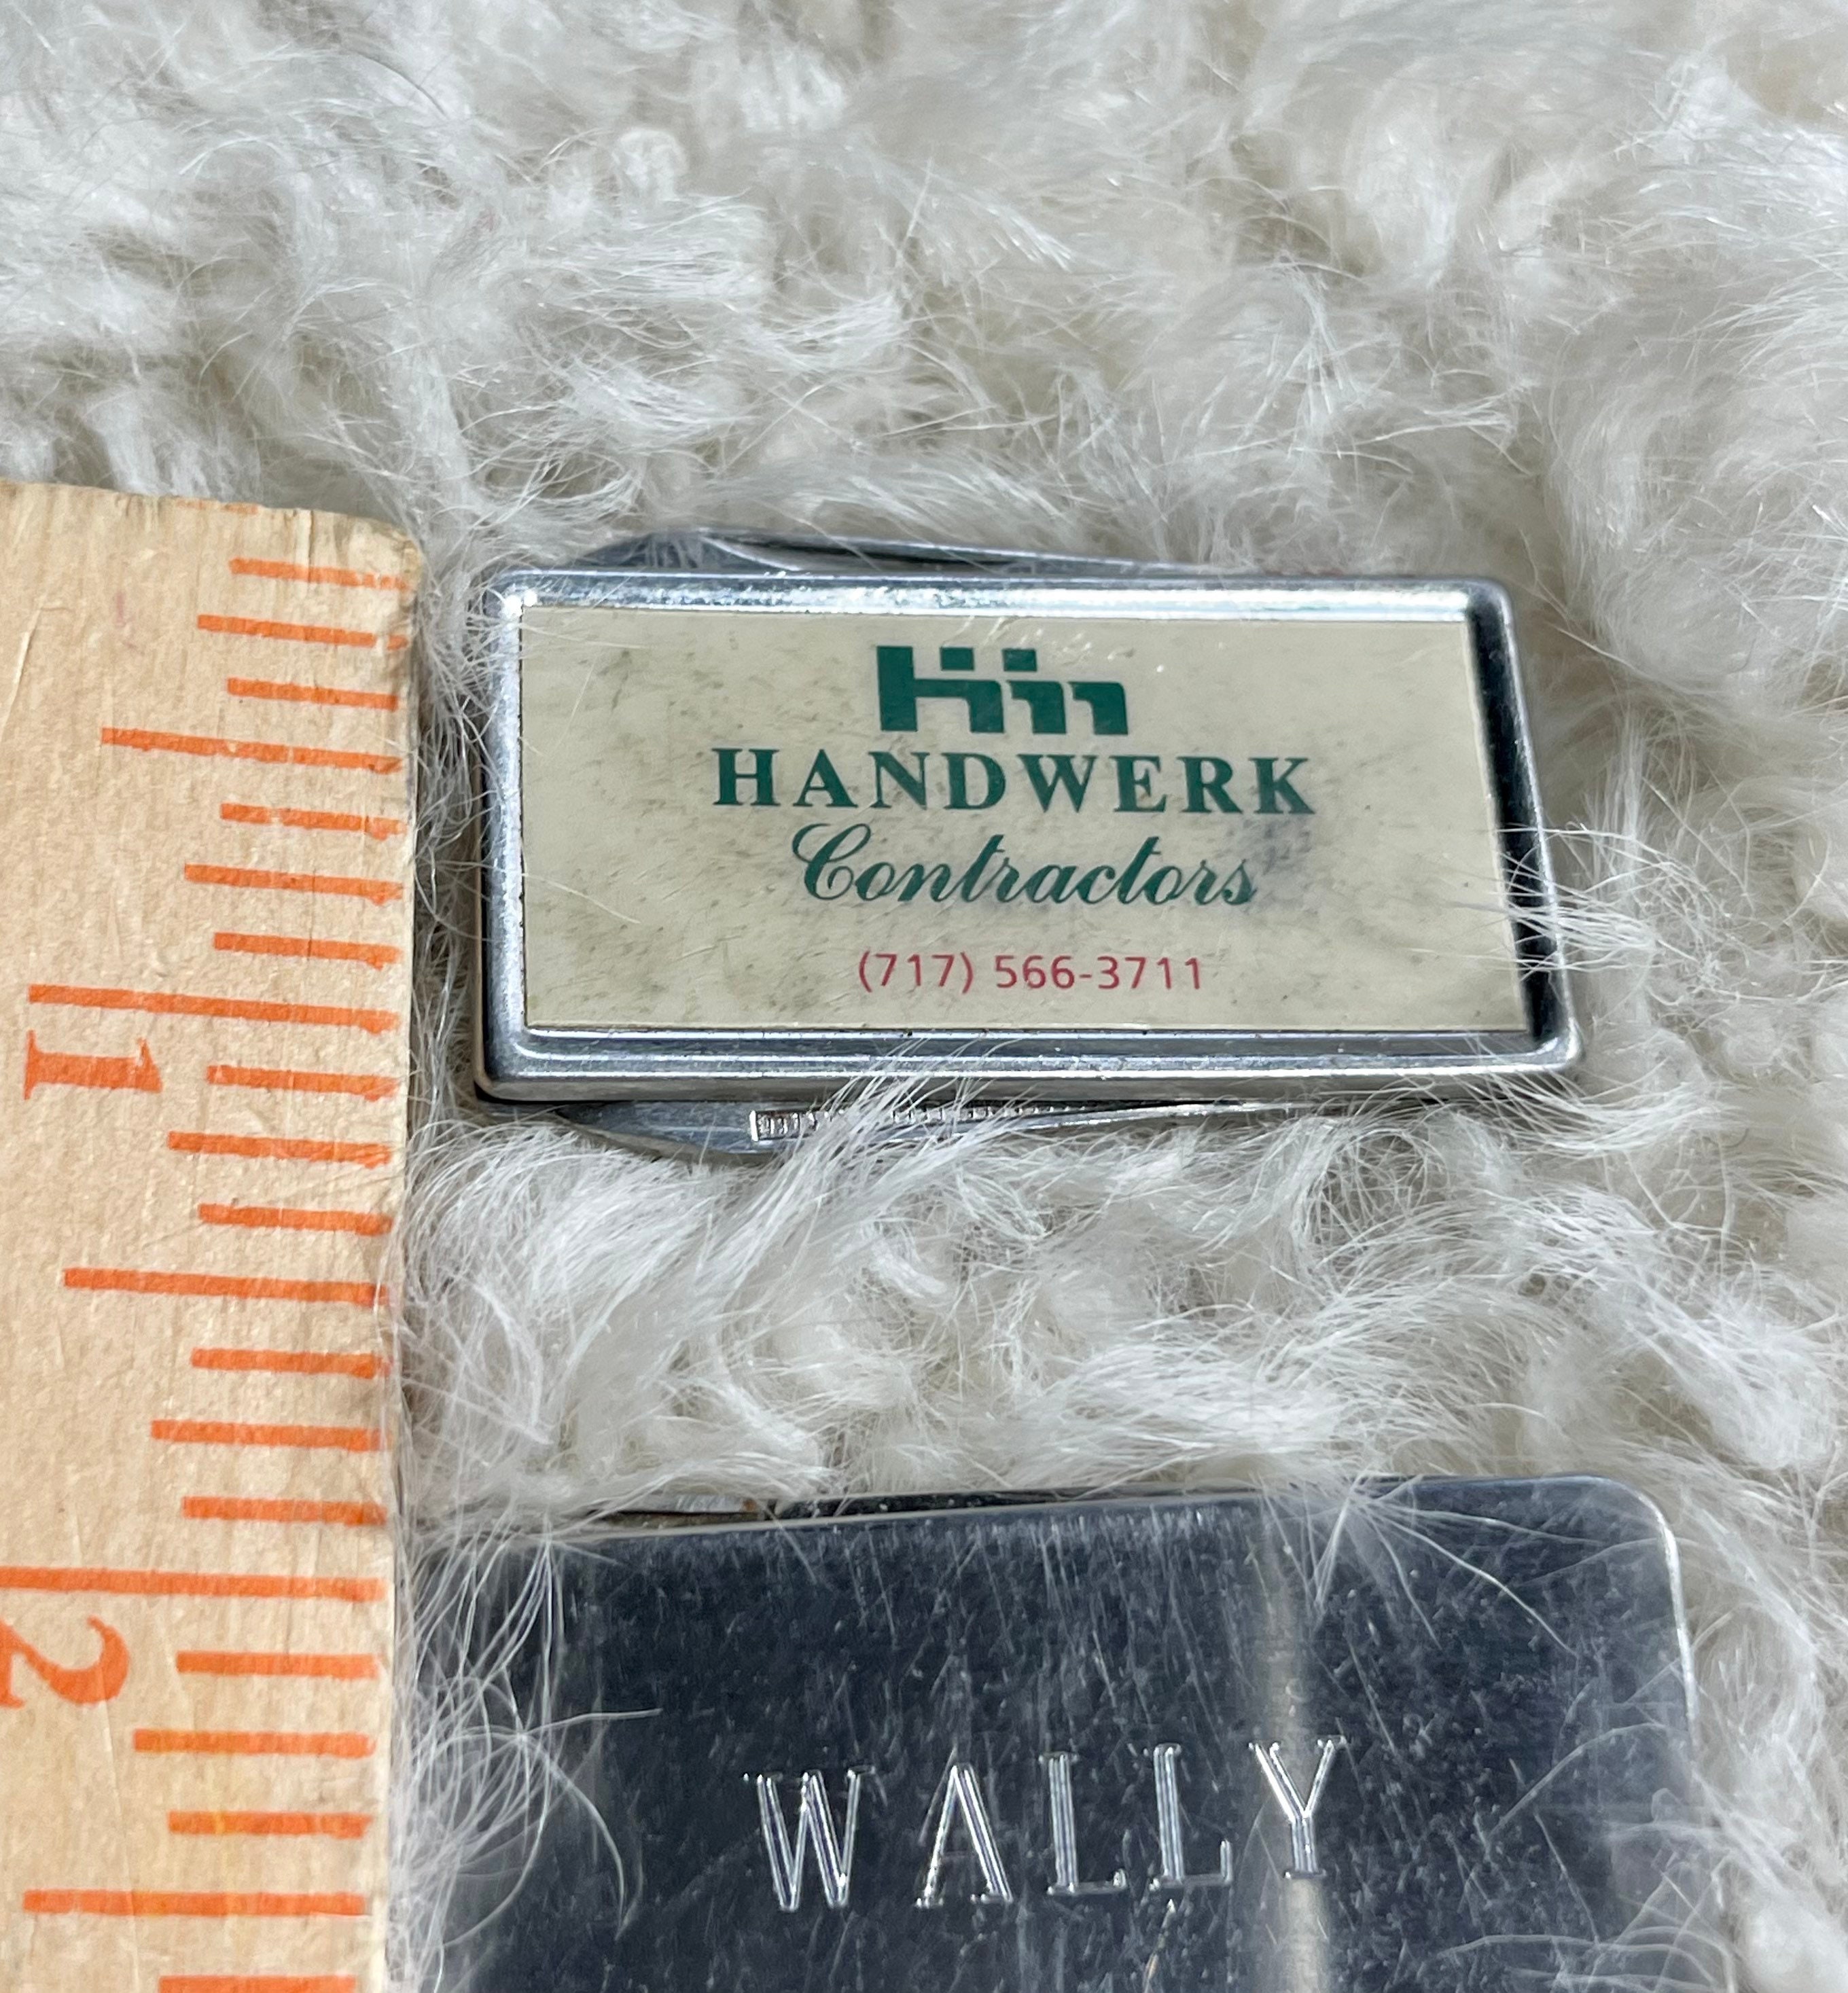 HANDWERK
Contractors
(717) 566-3711
1
2
WALLY